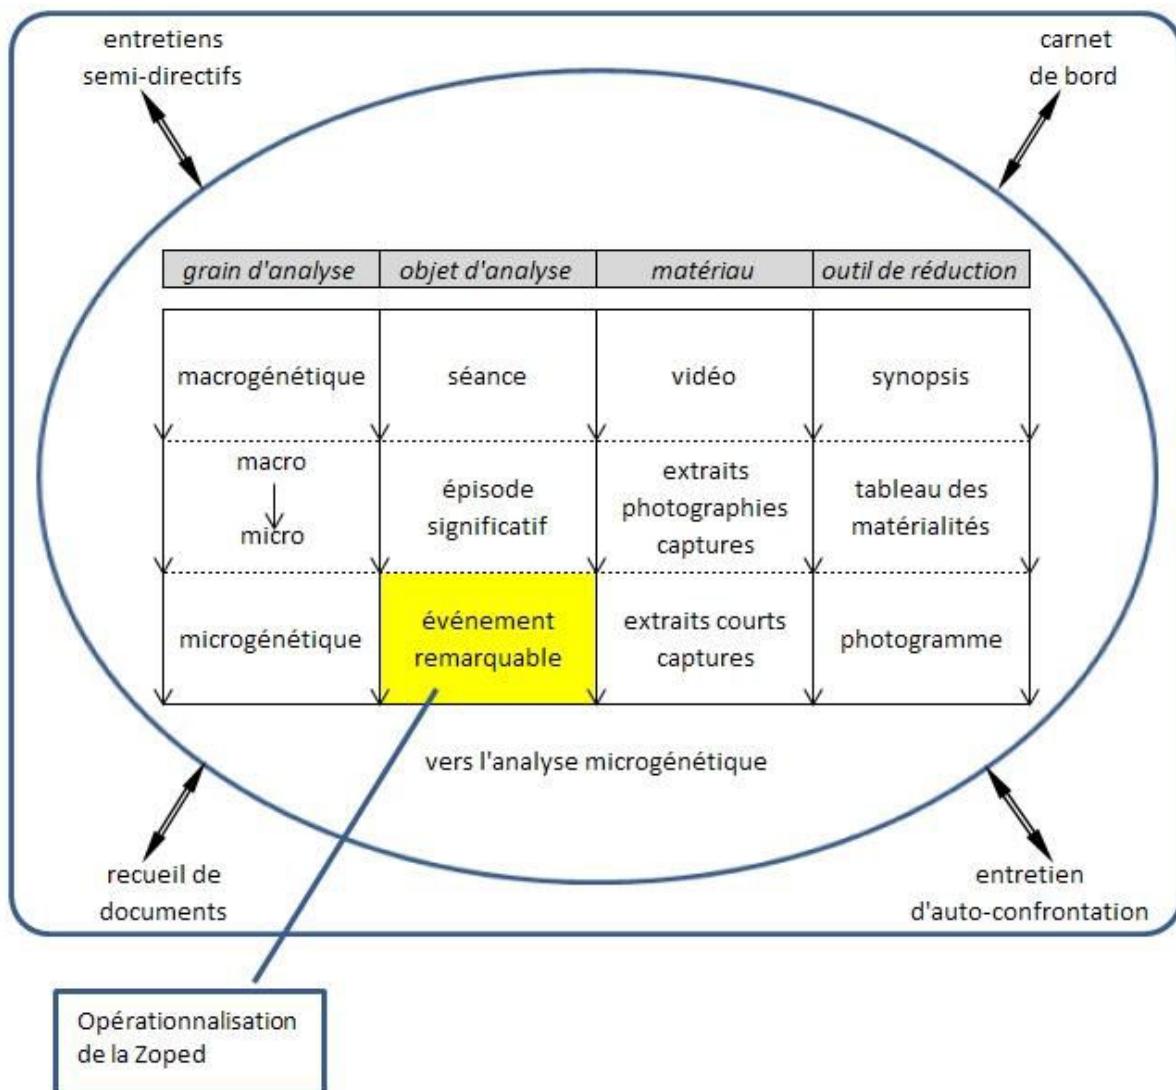 entretiens
semi-directifs
carnet
de bord
grain d'analyse objet d'analyse matériau outil de réduction
macrogénétique séance vidéo synopsis
macro
micro
épisode
significatif
extraits
photographies
captures
tableau des
matérialités
microgénétique
événement
remarquable
extraits courts
captures
photogramme
vers l'analyse microgénétique
recueil de
documents
entretien
d'auto-confrontation
Opérationnalisation
de la Zoped